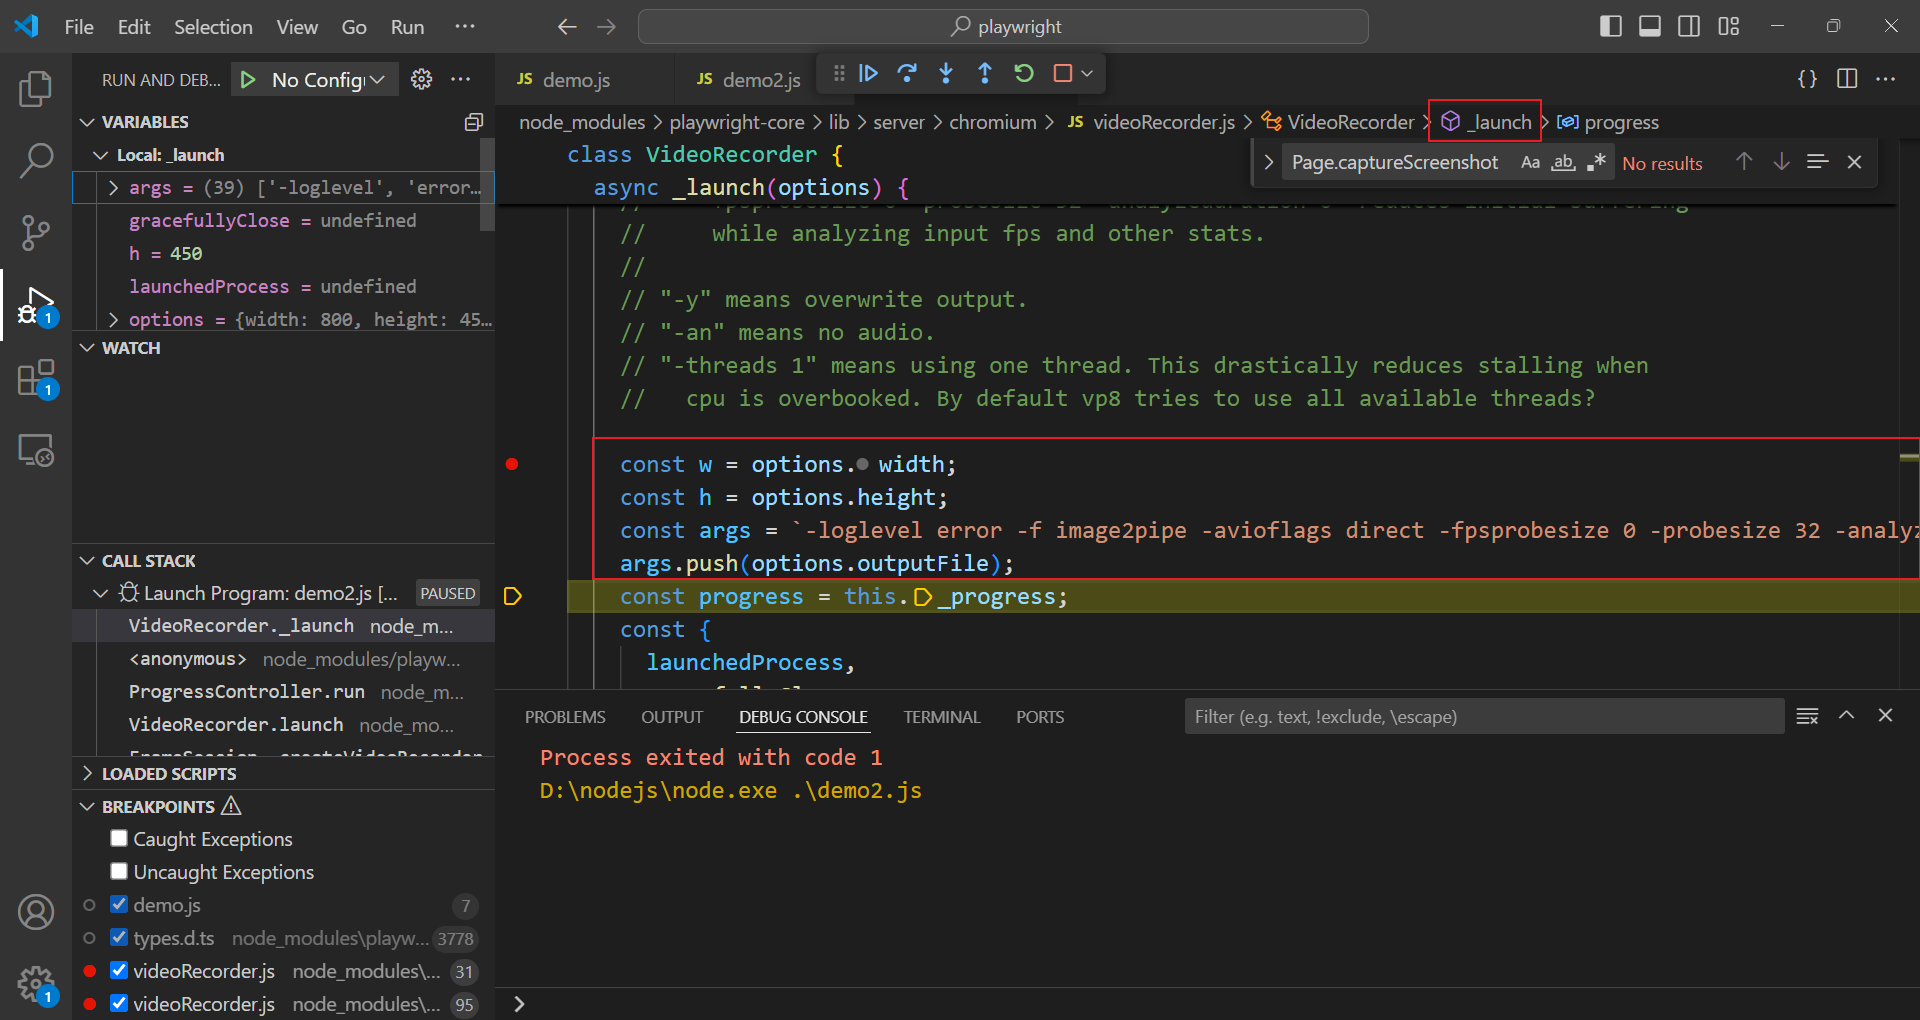 File Edit Selection View Go Run ··· playwright
RUN AND DEB... No Config ···
VARIABLES
Local: _launch
args = (39) ['-loglevel', 'error...
gracefullyClose = undefined
h = 450
launchedProcess = undefined
options = {width: 800, height: 45...
WATCH
CALL STACK
Launch Program: demo2.js [... PAUSED
VideoRecorder._launch node_m...
<anonymous> node_modules/playw...
ProgressController.run node_m...
VideoRecorder.launch node_mo...
FrameSession._createVideoRecorder
LOADED SCRIPTS
BREAKPOINTS
Caught Exceptions
Uncaught Exceptions
demo.js 7
types.d.ts node_modules\playw... 3778
videoRecorder.js node_modules\... 31
videoRecorder.js node_modules\... 95
1
1
1
JS demo.js JS demo2.js
node_modules > playwright-core > lib > server > chromium > JS videoRecorder.js > VideoRecorder > _launch > progress
Page.captureScreenshot Aa ab .* No results
class VideoRecorder {
async _launch(options) {
// while analyzing input fps and other stats.
//
// "-y" means overwrite output.
// "-an" means no audio.
// "-threads 1" means using one thread. This drastically reduces stalling when
// cpu is overbooked. By default vp8 tries to use all available threads?
const w = options. width;
const h = options.height;
const args = `-loglevel error -f image2pipe -avioflags direct -fpsprobesize 0 -probesize 32 -analyz
args.push(options.outputFile);
const progress = this. _progress;
const {
launchedProcess,
PROBLEMS OUTPUT DEBUG CONSOLE TERMINAL PORTS Filter (e.g. text, !exclude, \escape)
Process exited with code 1
D:\nodejs\node.exe .\demo2.js